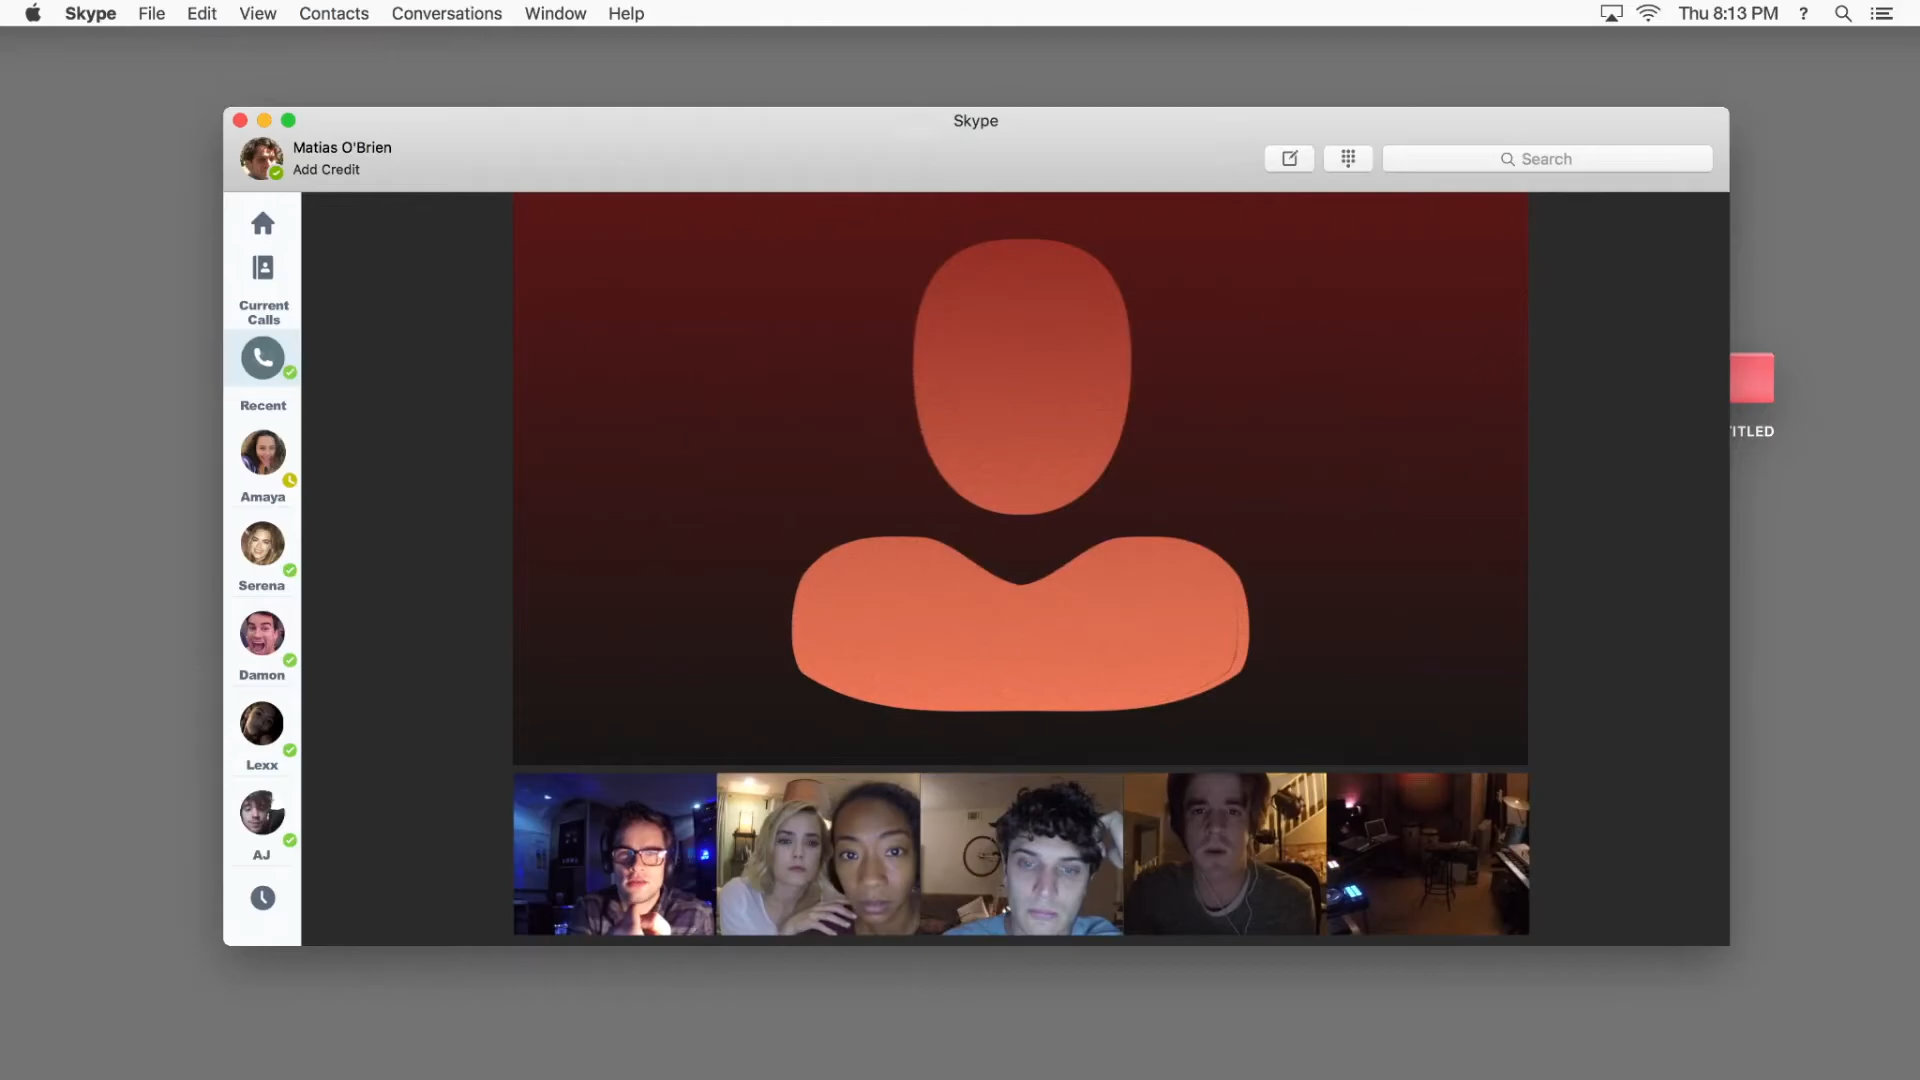 Skype File Edit View Contacts Conversations Window Help Thu 8:13 PM ?
Skype
Matias O'Brien
Add Credit
Search
Current
Calls
Recent
Amaya
Serena
Damon
Lexx
AJ
ITLED